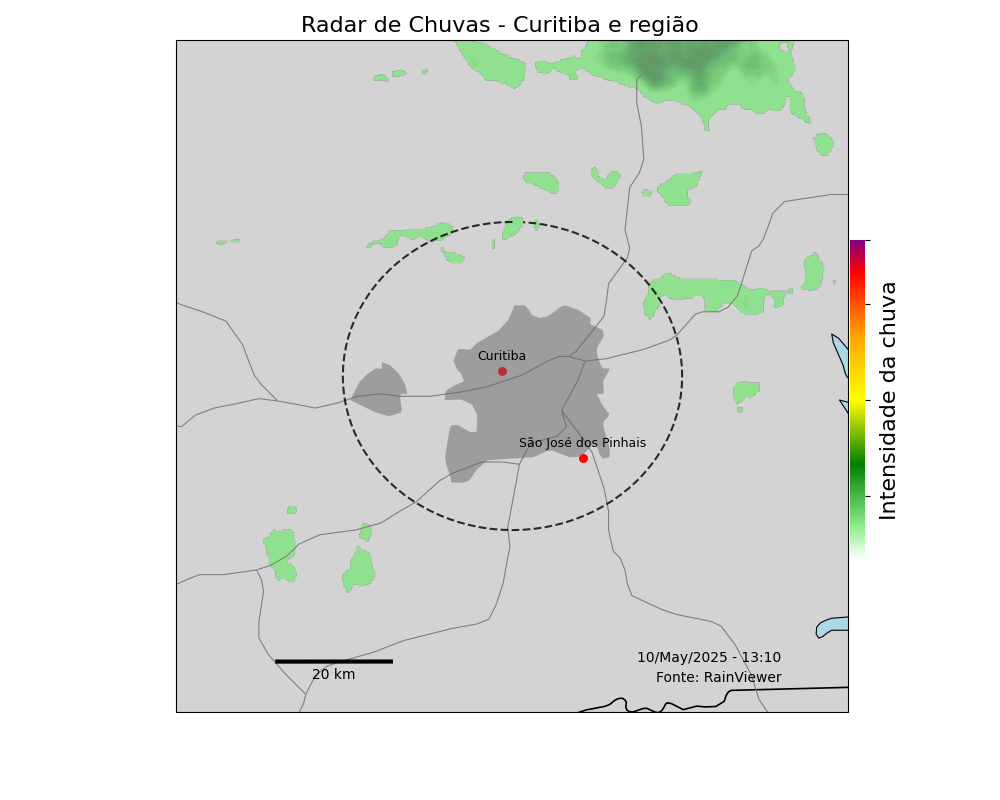 Radar de Chuvas - Curitiba e região
Curitiba
São José dos Pinhais
Intensidade da chuva
10/May/2025 - 13:10
Fonte: RainViewer
20 km